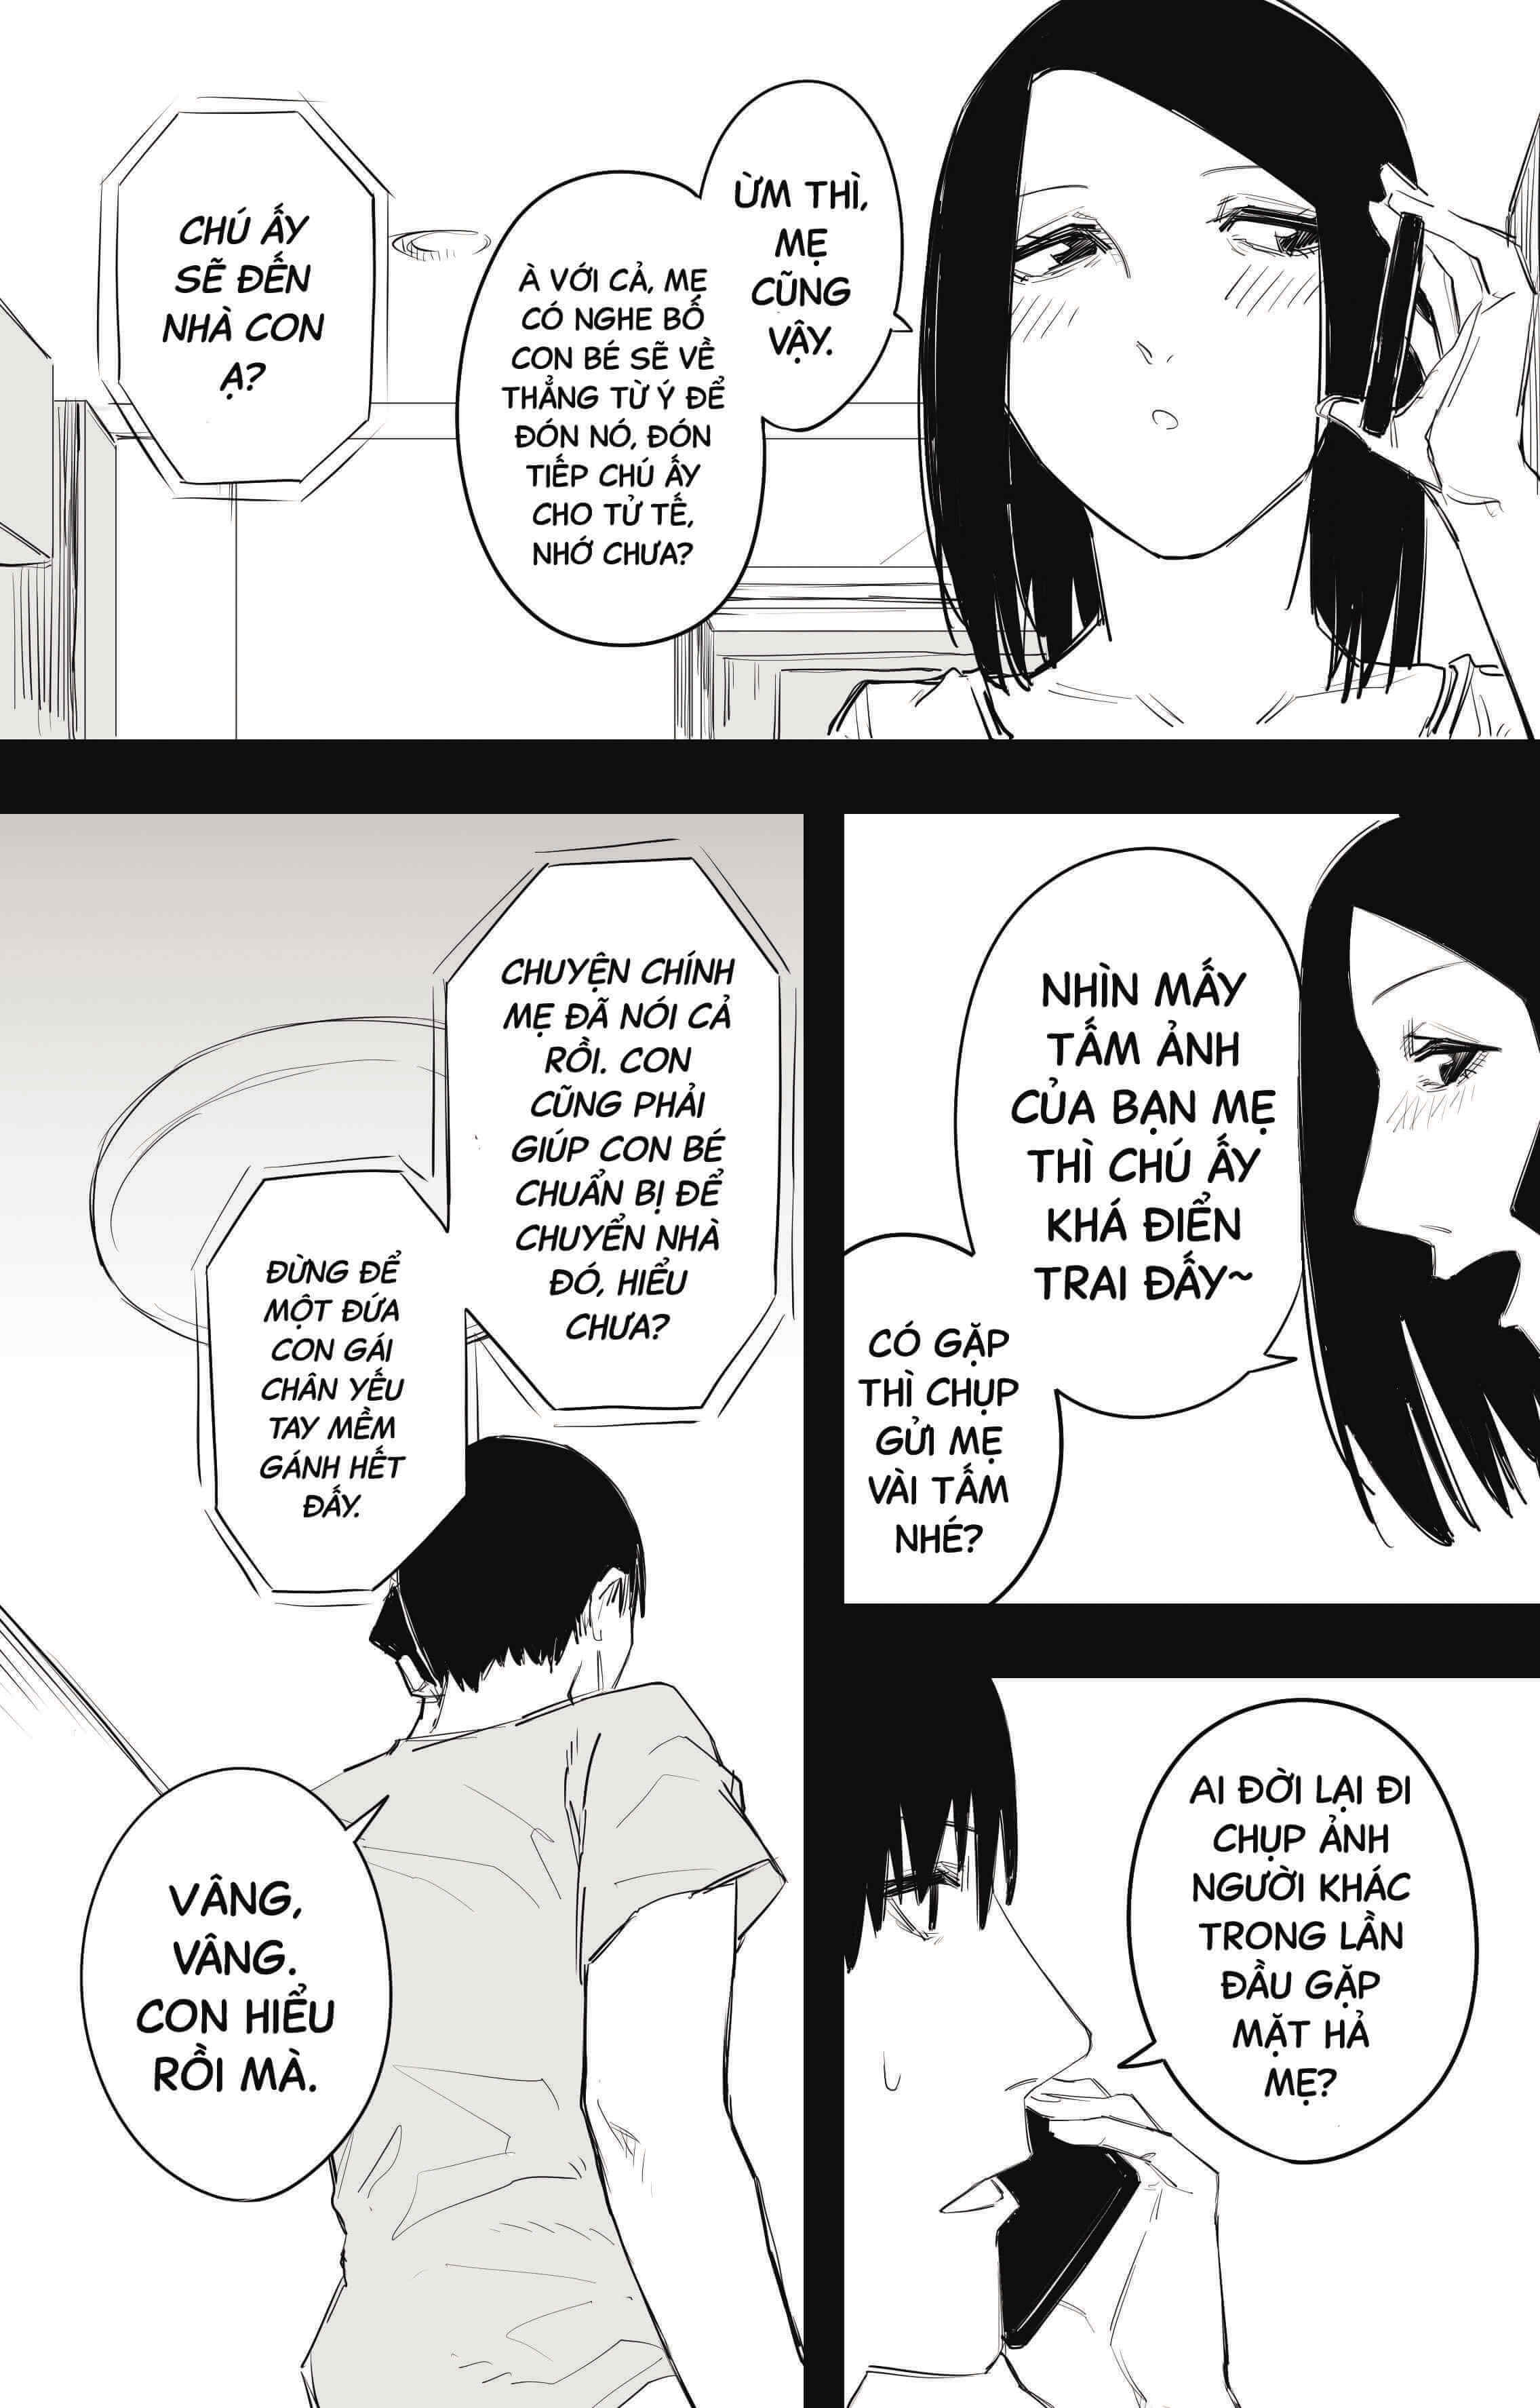 ỪM THÌ,
MẸ
CŨNG
VẬY.
À VỚI CẢ, MẸ
CÓ NGHE BỐ
CON BÉ SẼ VỀ
THẲNG TỪ Ý ĐỂ
ĐÓN NÓ, ĐÓN
TIẾP CHÚ ẤY
CHO TỬ TẾ,
NHỚ CHƯA?
CHÚ ẤY
SẼ ĐẾN
NHÀ CON
Ạ?
NHÌN MẤY
TẤM ẢNH
CỦA BẠN MẸ
THÌ CHÚ ẤY
KHÁ ĐIỂN
TRAI ĐẤY~
CÓ GẶP
THÌ CHỤP
GỬI MẸ
VÀI TẤM
NHÉ?
AI ĐỜI LẠI ĐI
CHỤP ẢNH
NGƯỜI KHÁC
TRONG LẦN
ĐẦU GẶP
MẶT HẢ
MẸ?
CHUYỆN CHÍNH
MẸ ĐÃ NÓI CẢ
RỒI. CON
CŨNG PHẢI
GIÚP CON BÉ
CHUẨN BỊ ĐỂ
CHUYỂN NHÀ
ĐÓ, HIỂU
CHƯA?
ĐỪNG ĐỂ
MỘT ĐỨA
CON GÁI
CHÂN YẾU
TAY MỀM
GÁNH HẾT
ĐẤY.
VÂNG,
VÂNG.
CON HIỂU
RỒI MÀ.